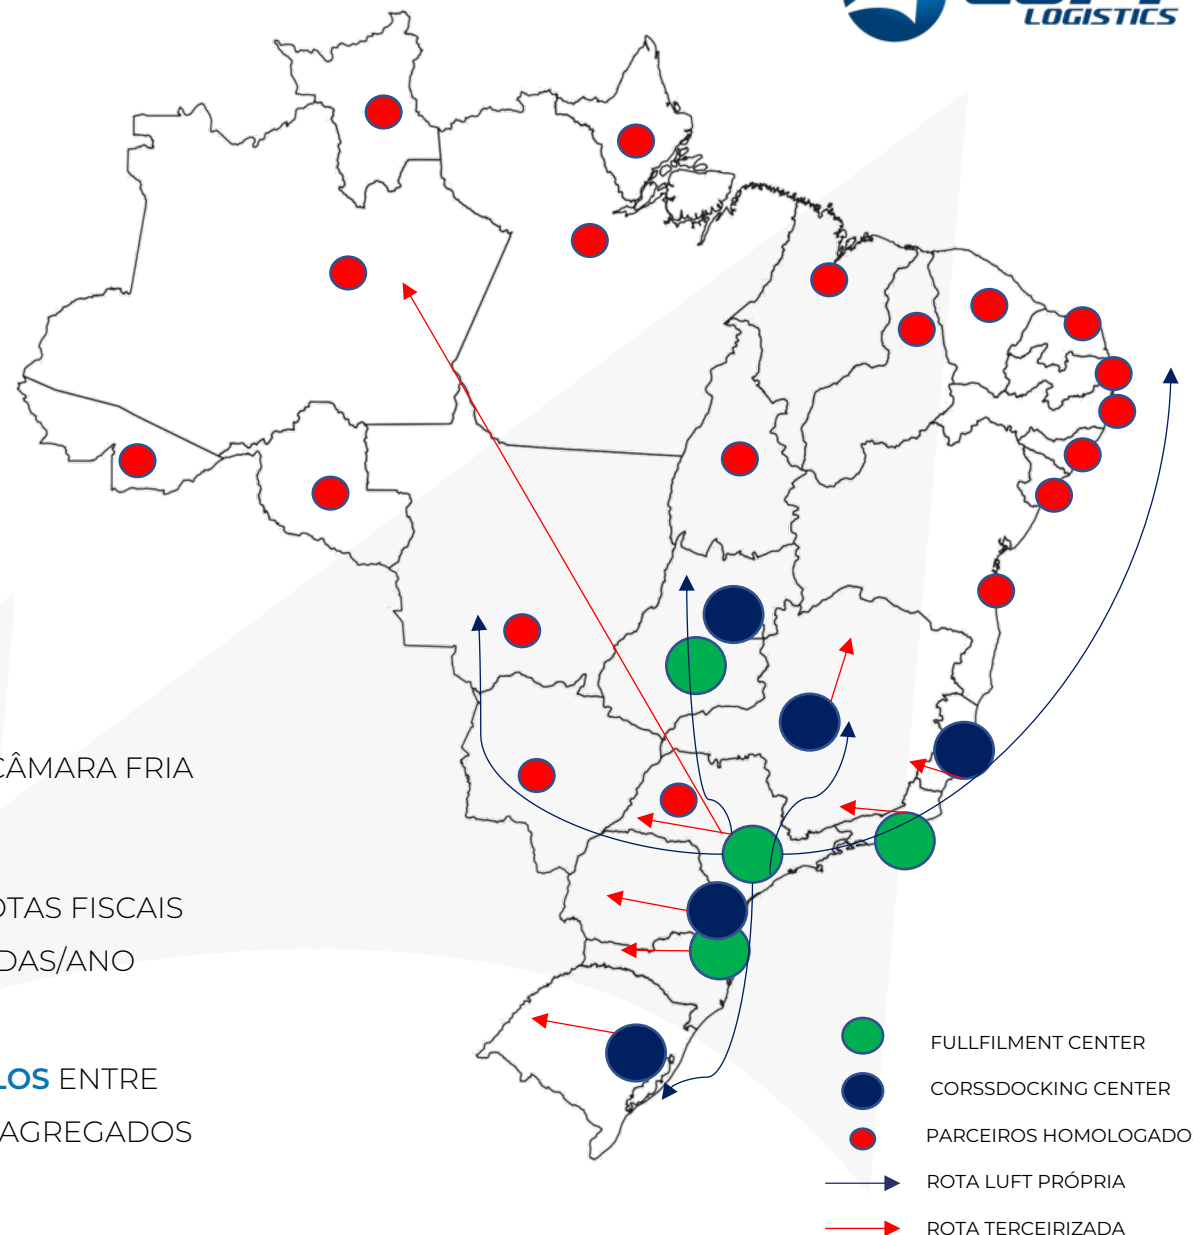 LOGISTICS
CÂMARA FRIA
OTAS FISCAIS
DAS/ANO
LOS ENTRE
AGREGADOS
FULLFILMENT CENTER
CORSSDOCKING CENTER
PARCEIROS HOMOLOGADO
ROTA LUFT PRÓPRIA
ROTA TERCEIRIZADA